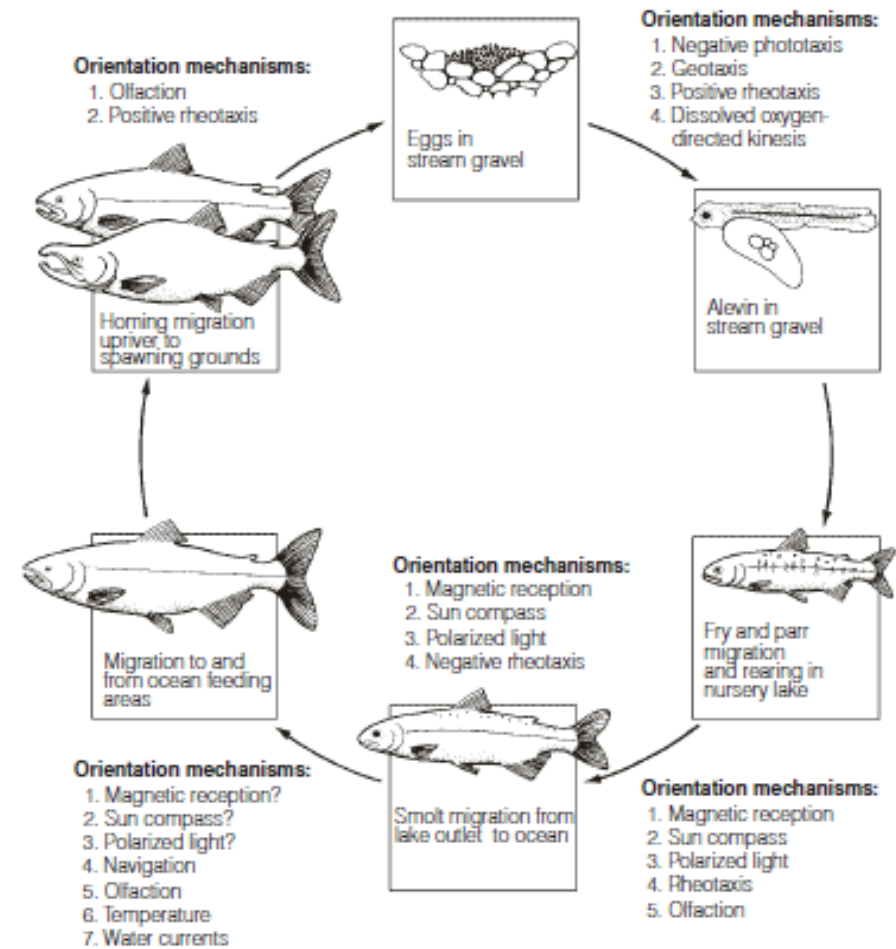 Orientation mechanisms:
1. Olfaction
2. Positive rheotaxis
Eggs in
stream gravel
Orientation mechanisms:
1. Negative phototaxis
2. Geotaxis
3. Positive rheotaxis
4. Dissolved oxygen-
directed kinesis
Alevin in
stream gravel
Homing migration
upriver to
spawning grounds
Migration to and
from ocean feeding
areas
Orientation mechanisms:
1. Magnetic reception
2. Sun compass
3. Polarized light
4. Negative rheotaxis
Fry and parr
migration
and rearing in
nursery lake
Smolt migration from
lake outlet to ocean
Orientation mechanisms:
1. Magnetic reception?
2. Sun compass?
3. Polarized light?
4. Navigation
5. Olfaction
6. Temperature
7. Water currents
Orientation mechanisms:
1. Magnetic reception
2. Sun compass
3. Polarized light
4. Rheotaxis
5. Olfaction